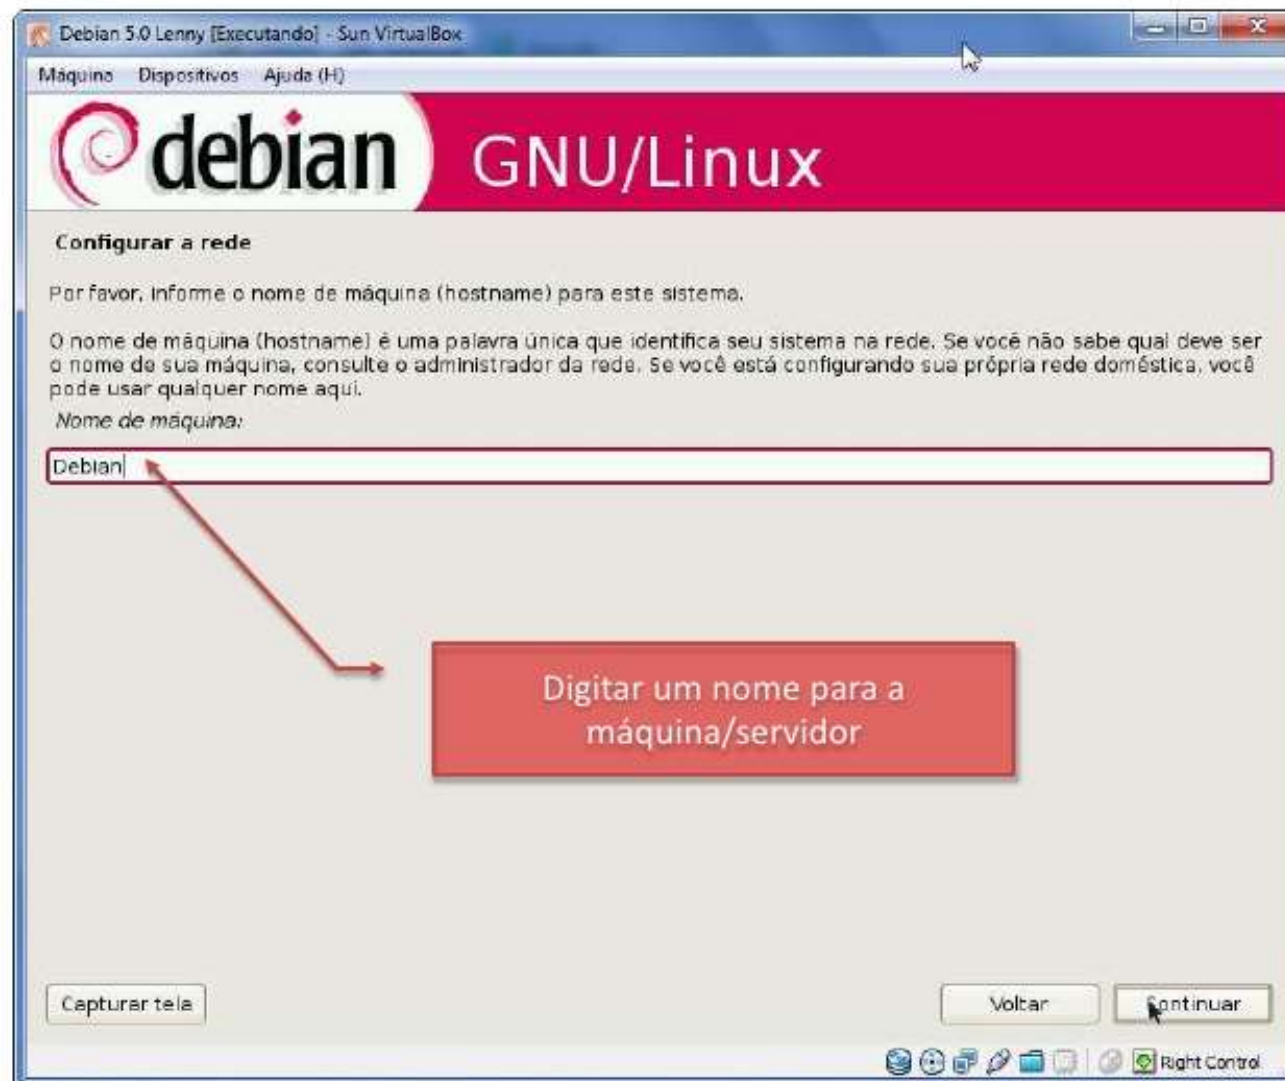 Debian 5.0 Lenny [Executando] - Sun VirtualBox
Máquina Dispositivos Ajuda (H)
debian GNU/Linux
Configurar a rede
Por favor, informe o nome de máquina (hostname) para este sistema.
O nome de máquina (hostname) é uma palavra única que identifica seu sistema na rede. Se você não sabe qual deve ser
o nome de sua máquina, consulte o administrador da rede. Se você está configurando sua própria rede doméstica, você
pode usar qualquer nome aqui.
Nome de máquina:
Debian
Digitar um nome para a
máquina/servidor
Capturar tela
Voltar
Continuar
Right Control